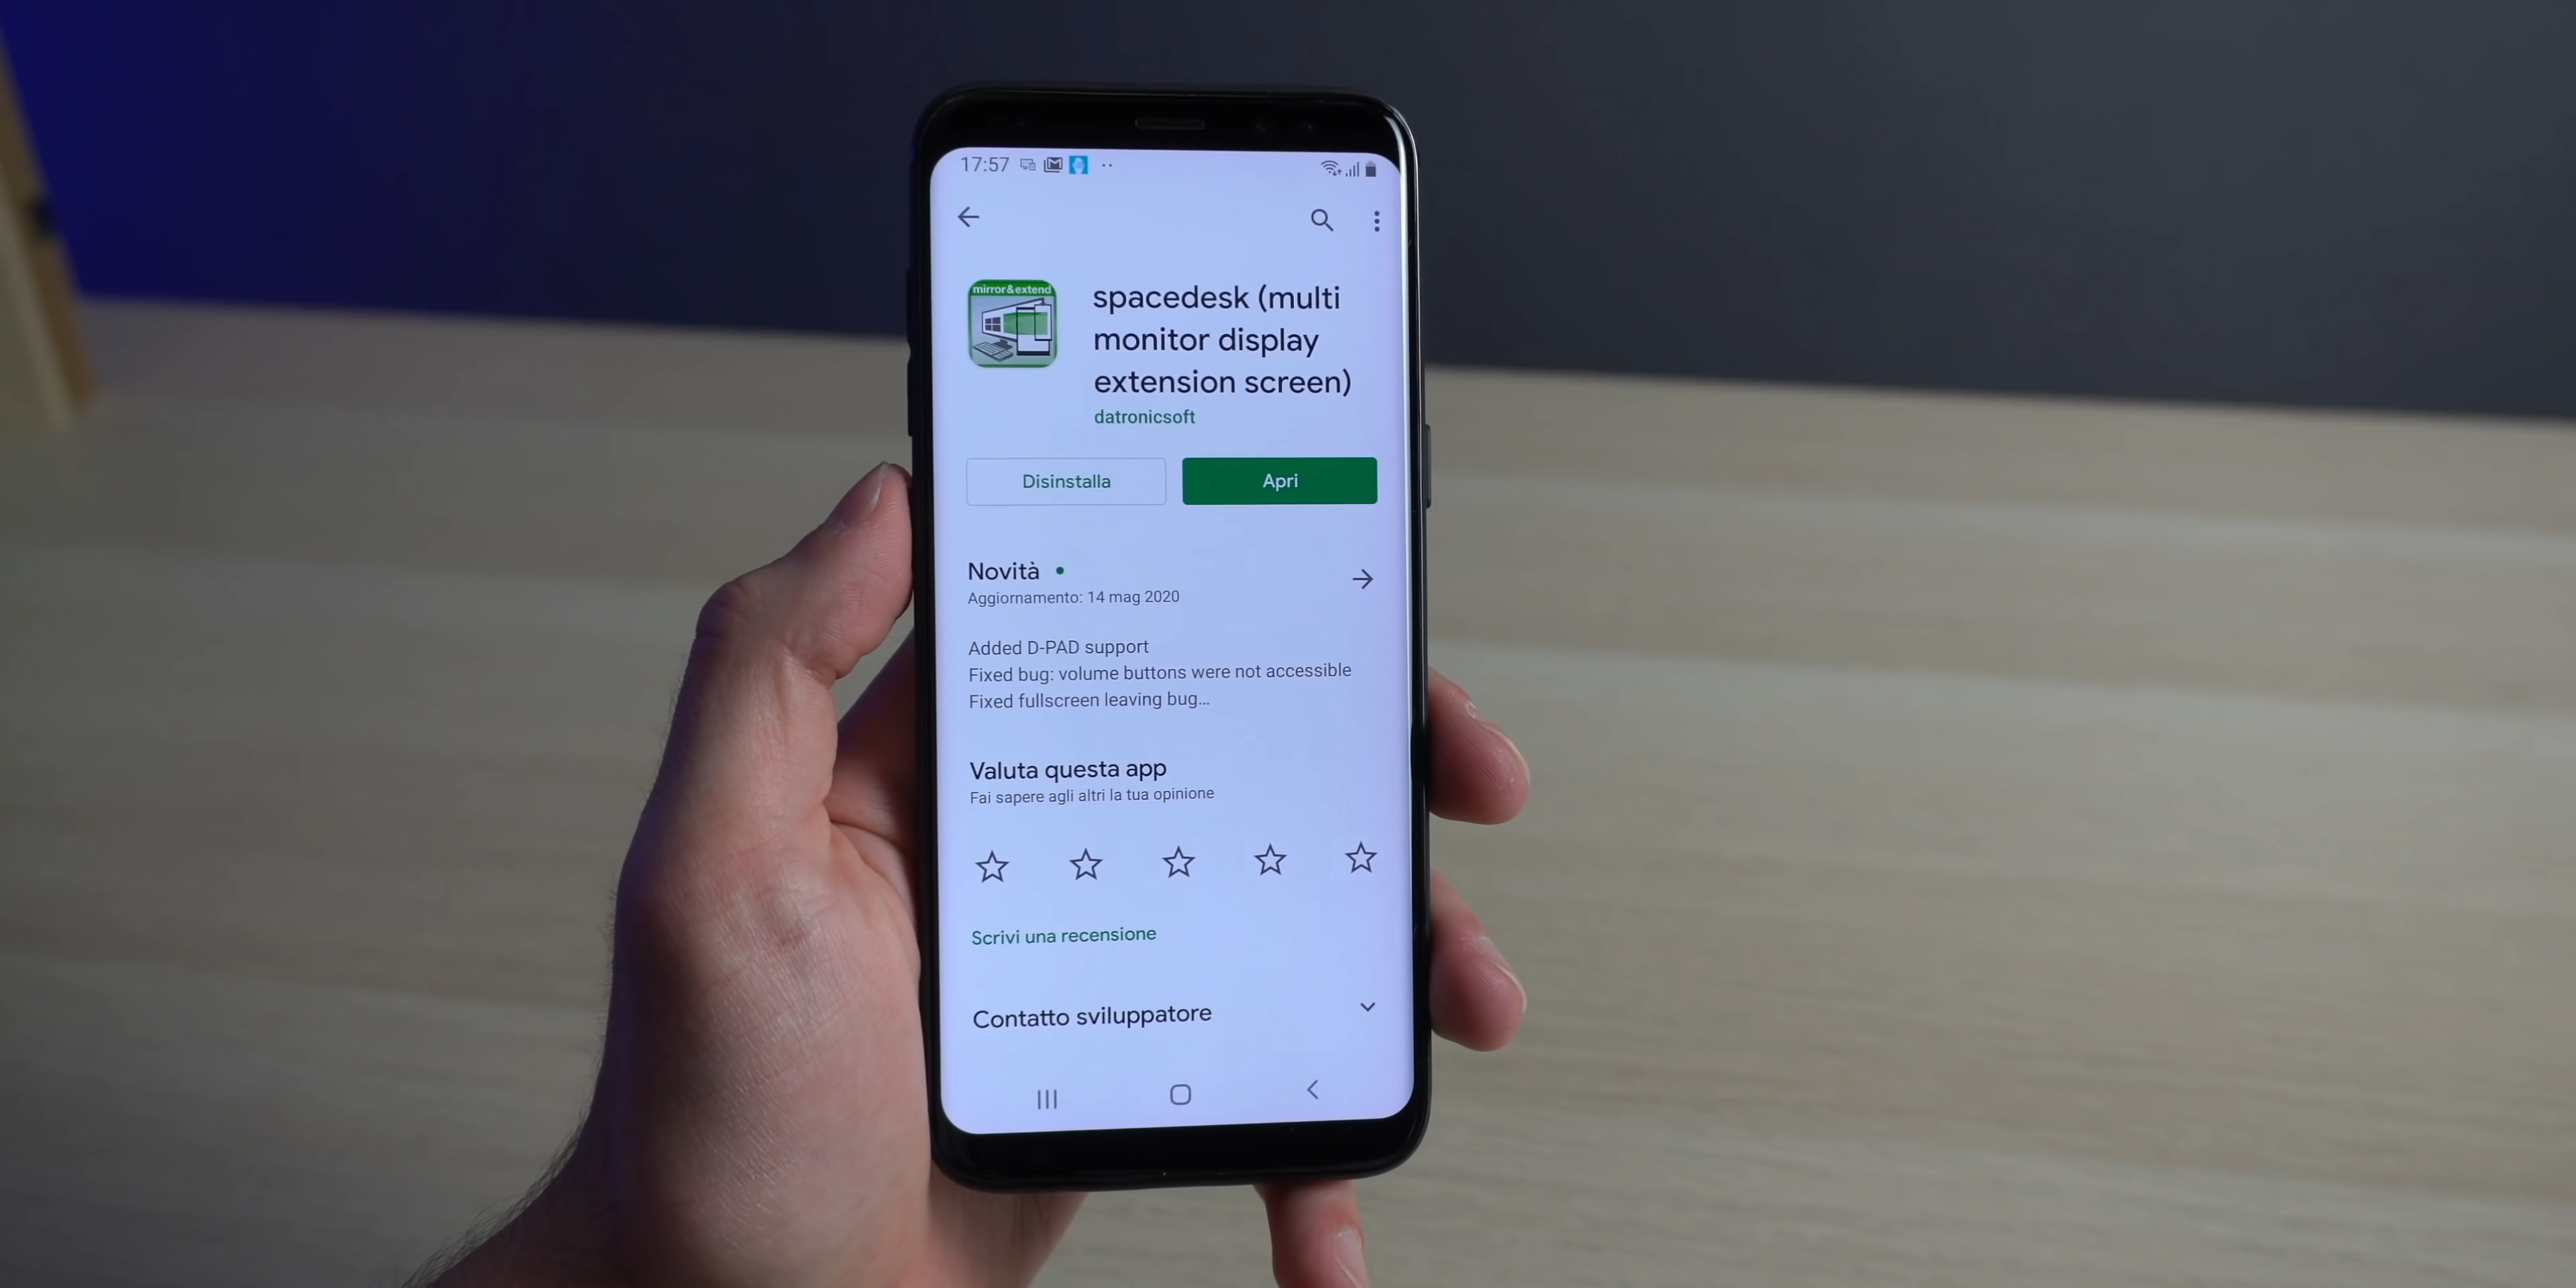 17:57
mirror&extend
spacedesk (multi
monitor display
extension screen)
datronicsoft
Disinstalla
Apri
Novità
Aggiornamento: 14 mag 2020
Added D-PAD support
Fixed bug: volume buttons were not accessible
Fixed fullscreen leaving bug...
Valuta questa app
Fai sapere agli altri la tua opinione
Scrivi una recensione
Contatto sviluppatore